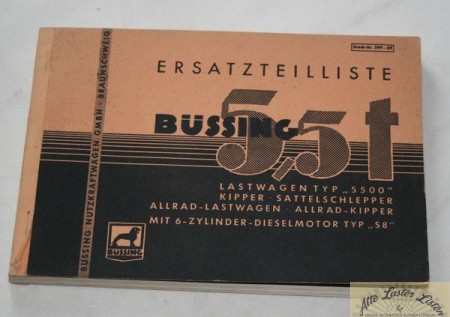 ERSATZTEILLISTE
BÜSSING 5,5t
LASTWAGEN TYP „5500"
KIPPER · SATTELSCHLEPPER
ALLRAD-LASTWAGEN · ALLRAD-KIPPER
MIT 6-ZYLINDER-DIESELMOTOR TYP „S8"
BÜSSING
BÜSSING NUTZKRAFTWAGEN GMBH · BRAUNSCHWEIG
Alte Laster Listen